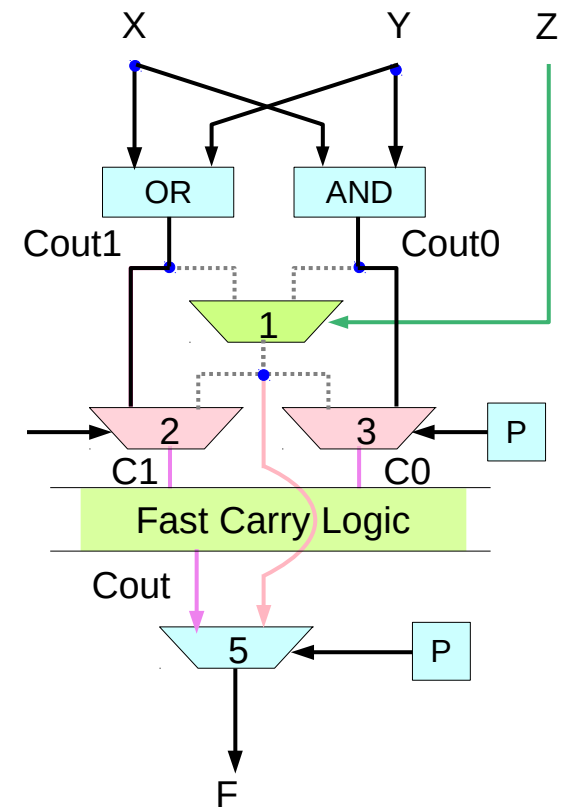 X Y Z
OR AND
Cout1 Cout0
1
2 3 P
C1 C0
Fast Carry Logic
Cout
5 P
F